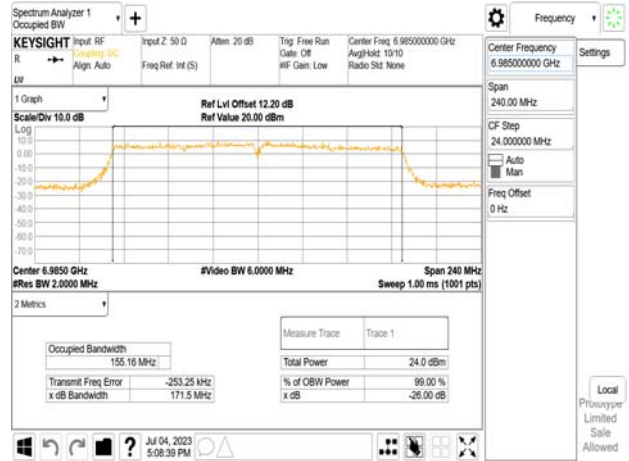 Spectrum Analyzer 1
Occupied BW
Frequency
KEYSIGHT
Input: RF
Coupling: DC
Align: Auto
Input Z: 50 Ω
Freq Ref: Int (S)
Atten: 20 dB
Trig: Free Run
Gate: Off
#IF Gain: Low
Center Freq: 6.985000000 GHz
Avg|Hold: 10/10
Radio Std: None
R
LXI
1 Graph
Scale/Div 10.0 dB
Ref Lvl Offset 12.20 dB
Ref Value 20.00 dBm
Log
10.0
0.00
-10.0
-20.0
-30.0
-40.0
-50.0
-60.0
-70.0
Center 6.9850 GHz
#Res BW 2.0000 MHz
#Video BW 6.0000 MHz
Span 240 MHz
Sweep 1.00 ms (1001 pts)
2 Metrics
Measure Trace
Trace 1
Occupied Bandwidth
155.16 MHz
Total Power
24.0 dBm
Transmit Freq Error
-253.25 kHz
% of OBW Power
99.00 %
x dB Bandwidth
171.5 MHz
x dB
-26.00 dB
Jul 04, 2023
5:08:39 PM
Center Frequency
6.985000000 GHz
Settings
Span
240.00 MHz
CF Step
24.000000 MHz
Auto
Man
Freq Offset
0 Hz
Local
Prototype
Limited
Sale
Allowed